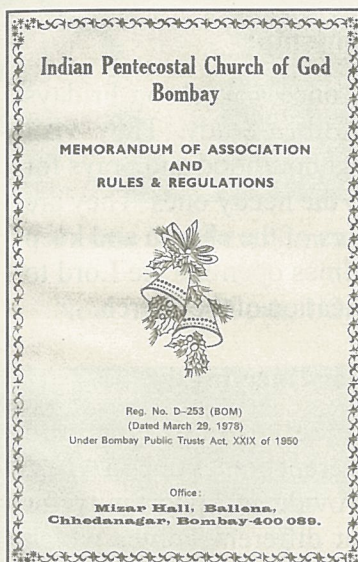 Indian Pentecostal Church of God
Bombay
MEMORANDUM OF ASSOCIATION
AND
RULES & REGULATIONS
Reg. No. D-253 (BOM)
(Dated March 29, 1978)
Under Bombay Public Trusts Act, XXIX of 1950
Office:
Mizar Hall, Ballena,
Chhedanagar, Bombay-400 089.